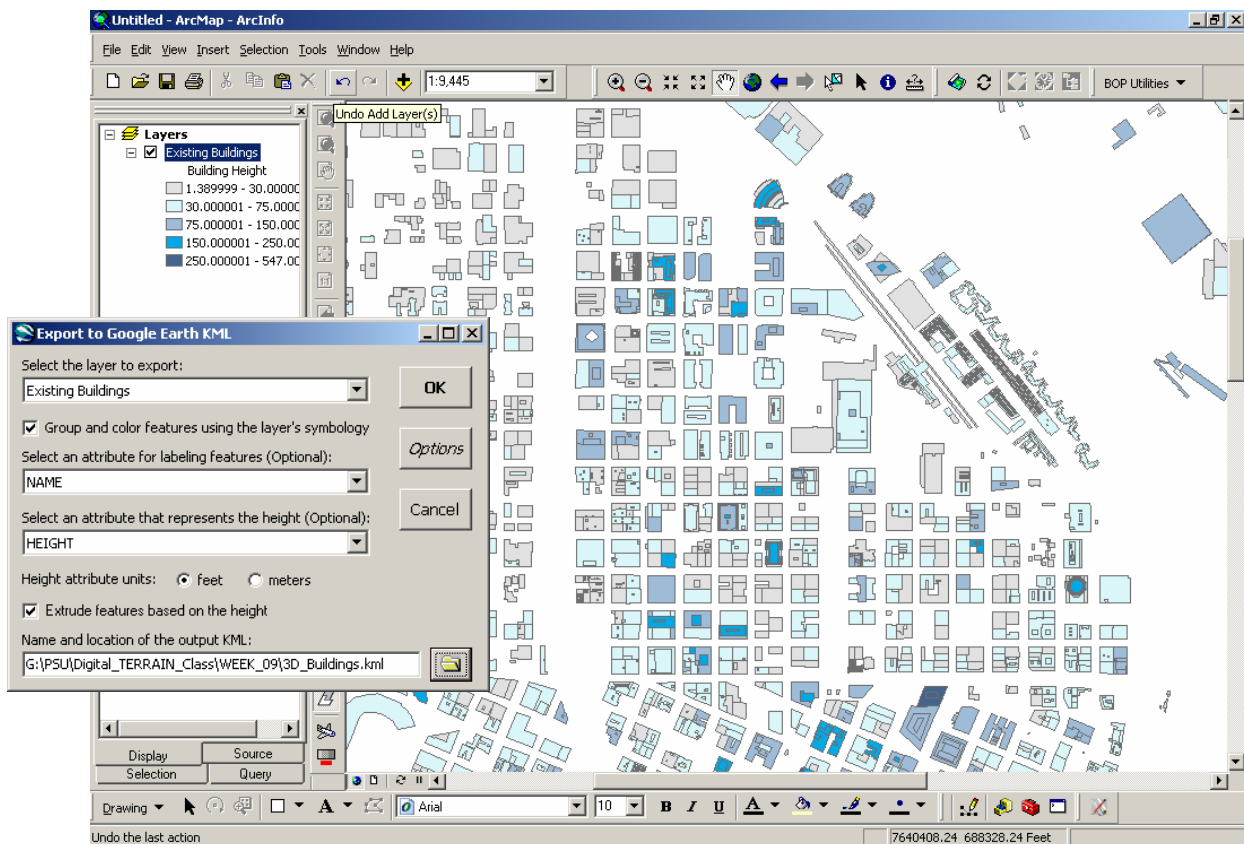 Untitled - ArcMap - ArcInfo
File Edit View Insert Selection Tools Window Help
1:9,445
BOP Utilities
Undo Add Layer(s)
Layers
Existing Buildings
Building Height
1.389999 - 30.00000
30.000001 - 75.000C
75.000001 - 150.000
150.000001 - 250.0C
250.000001 - 547.00
Export to Google Earth KML
Select the layer to export:
Existing Buildings
OK
Group and color features using the layer's symbology
Options
Select an attribute for labeling features (Optional):
NAME
Cancel
Select an attribute that represents the height (Optional):
HEIGHT
Height attribute units: feet meters
Extrude features based on the height
Name and location of the output KML:
G:\PSU\Digital_TERRAIN_Class\WEEK_09\3D_Buildings.kml
Display Source
Selection Query
Drawing A Arial 10 B I U A
Undo the last action
7640408.24 688328.24 Feet